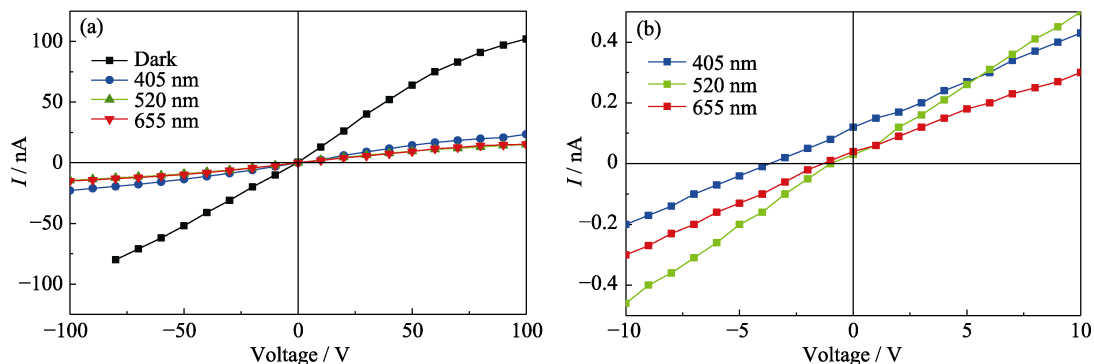 (a)
Dark
405 nm
520 nm
655 nm
100
50
0
−50
−100
I / nA
−100 −50 0 50 100
Voltage / V
(b)
405 nm
520 nm
655 nm
0.4
0.2
0
−0.2
−0.4
I / nA
−10 −5 0 5 10
Voltage / V